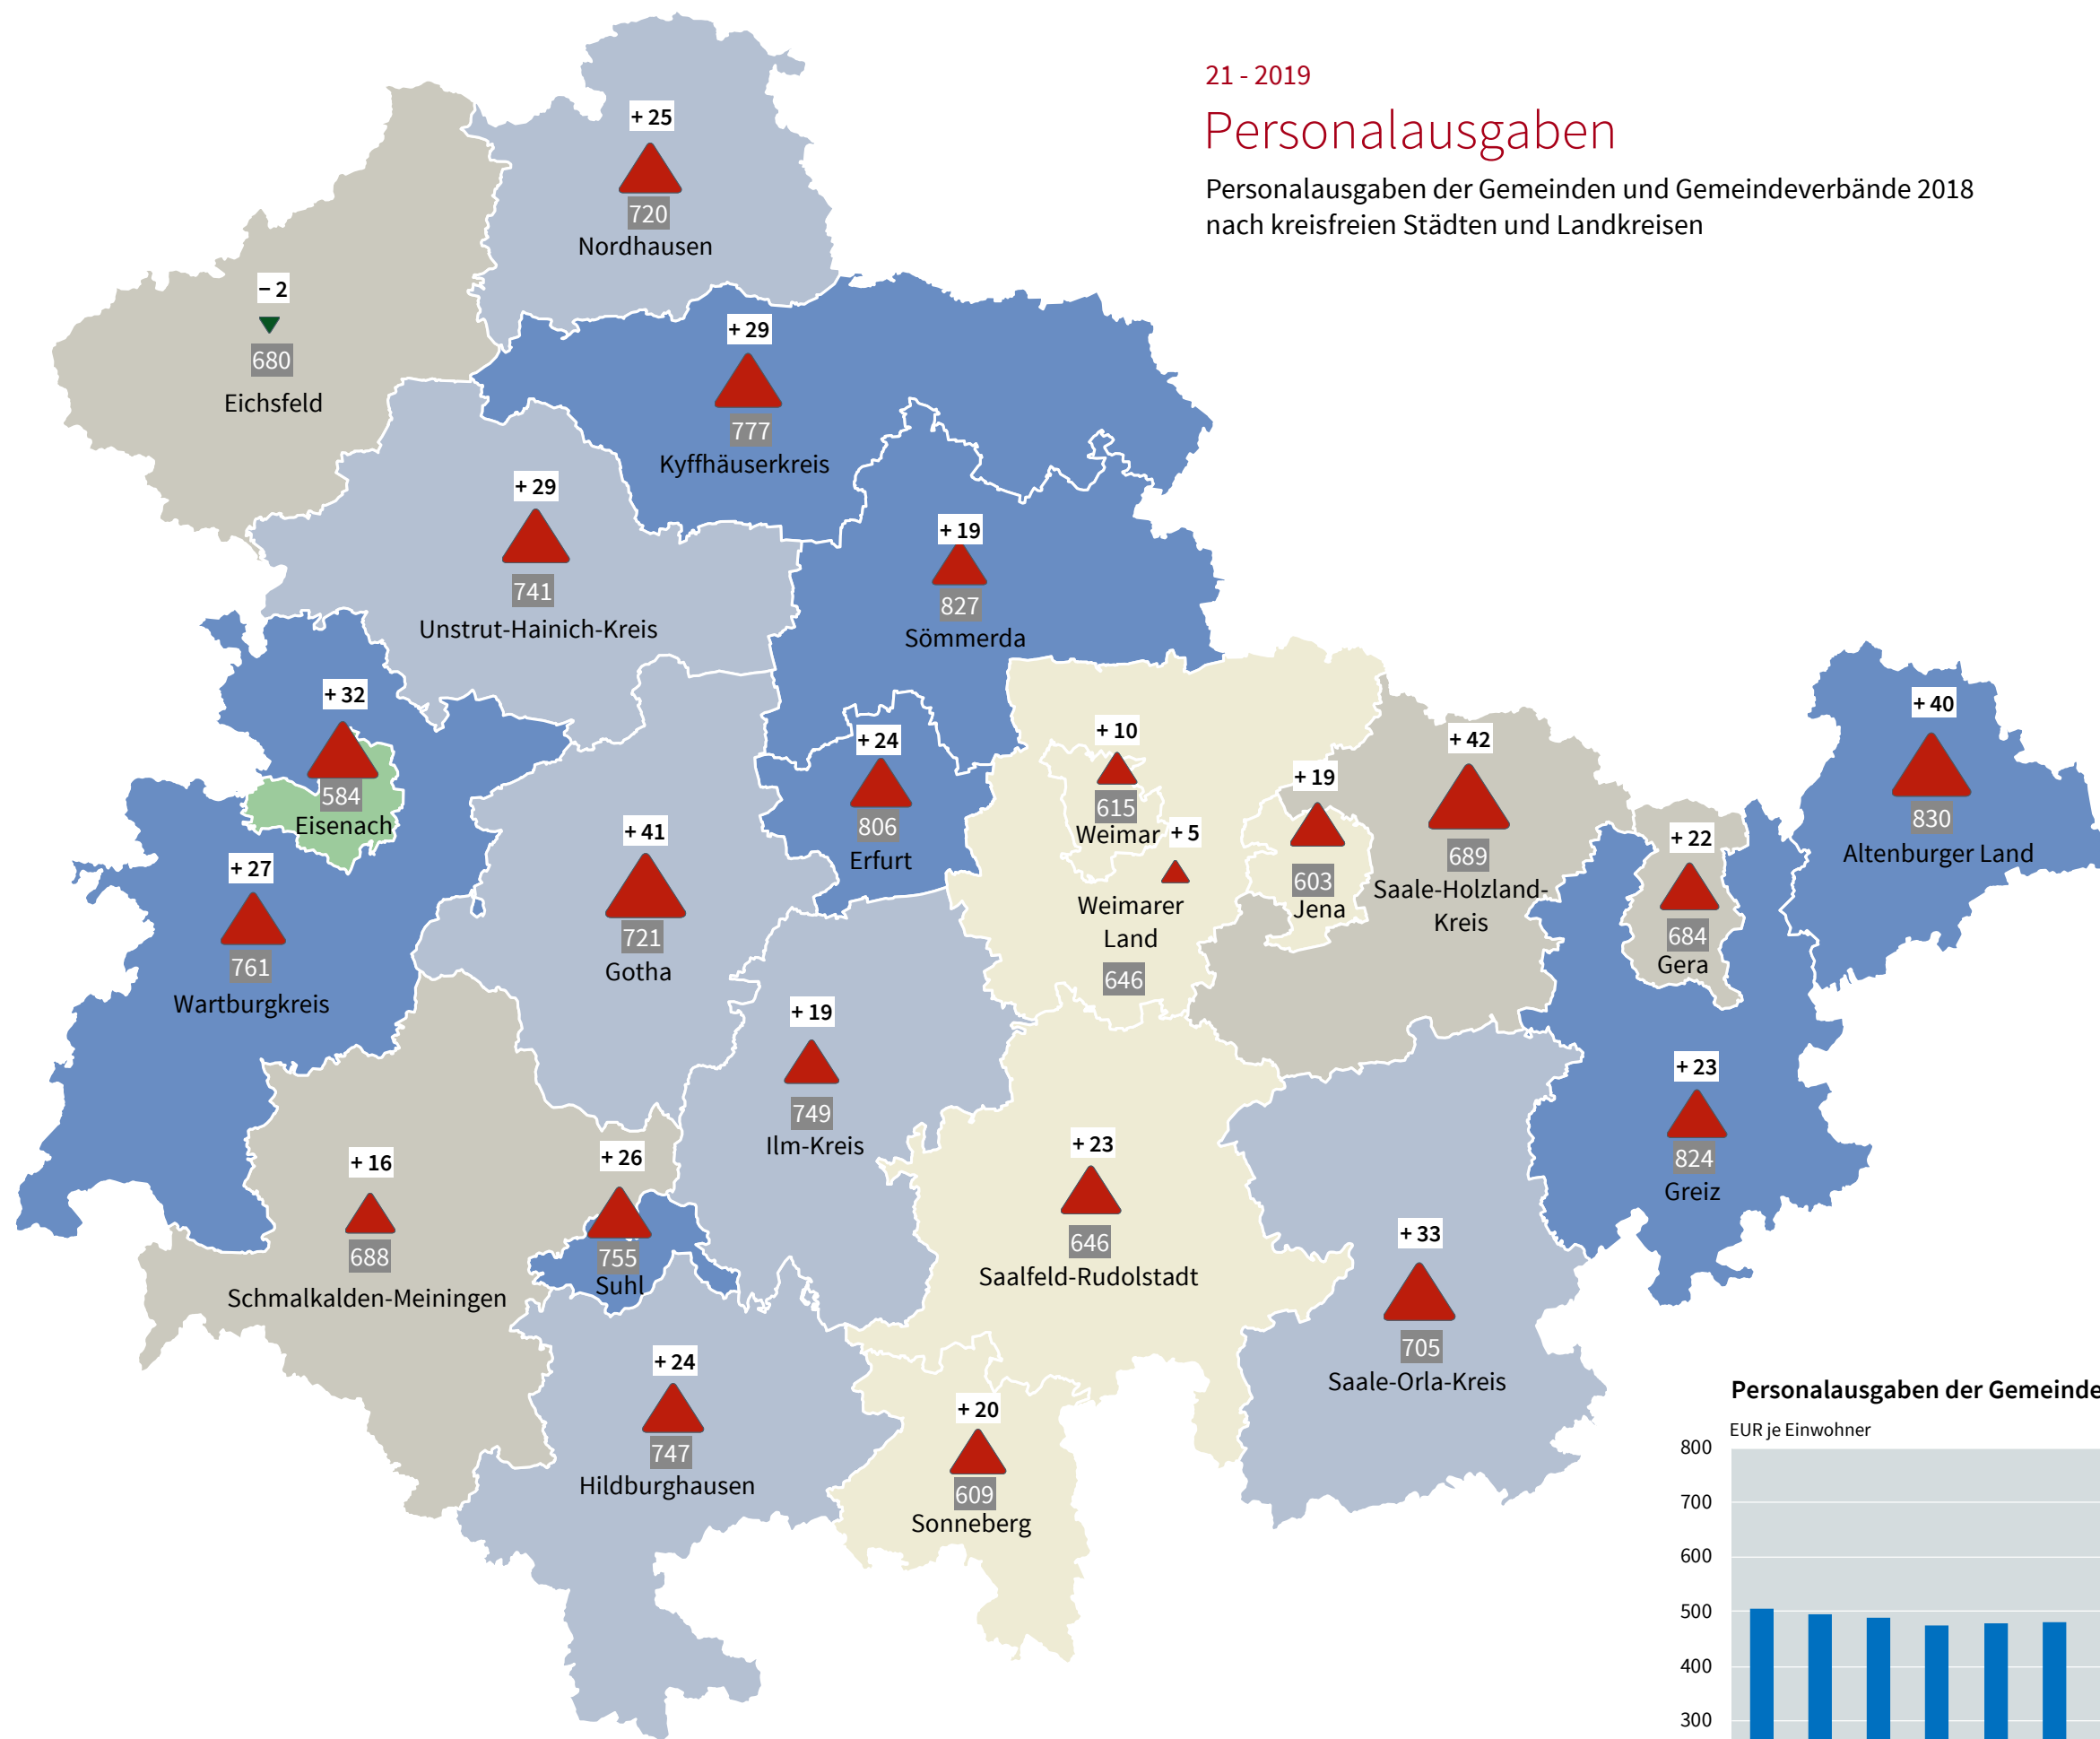 21 - 2019
Personalausgaben
Personalausgaben der Gemeinden und Gemeindeverbände 2018
nach kreisfreien Städten und Landkreisen
+ 25
720
Nordhausen
– 2
680
Eichsfeld
+ 29
777
Kyffhäuserkreis
+ 29
741
Unstrut-Hainich-Kreis
+ 19
827
Sömmerda
+ 32
584
Eisenach
+ 27
761
Wartburgkreis
+ 41
721
Gotha
+ 24
806
Erfurt
+ 10
615
Weimar
+ 5
Weimarer
Land
646
+ 19
603
Jena
+ 42
689
Saale-Holzland-
Kreis
+ 22
684
Gera
+ 40
830
Altenburger Land
+ 19
749
Ilm-Kreis
+ 23
824
Greiz
+ 16
688
Schmalkalden-Meiningen
+ 26
755
Suhl
+ 23
646
Saalfeld-Rudolstadt
+ 33
705
Saale-Orla-Kreis
+ 24
747
Hildburghausen
+ 20
609
Sonneberg
Personalausgaben der Gemeinde
EUR je Einwohner
800
700
600
500
400
300